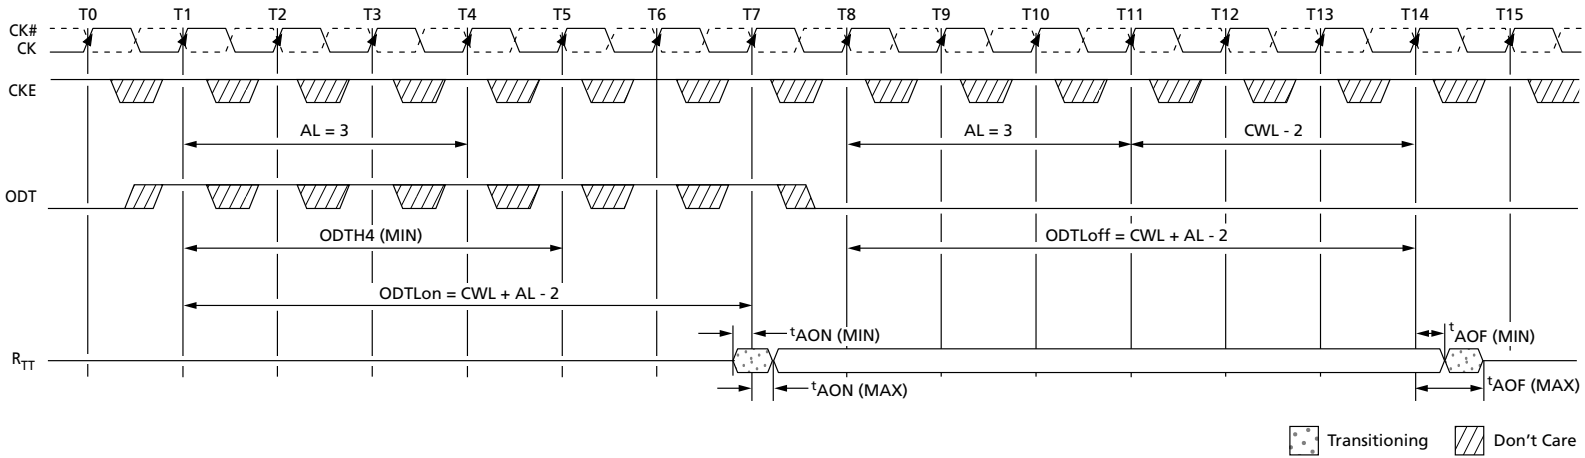 T0 T1 T2 T3 T4 T5 T6 T7 T8 T9 T10 T11 T12 T13 T14 T15
CK#
CK
CKE
AL = 3 AL = 3 CWL - 2
ODT
ODTH4 (MIN) ODTLoff = CWL + AL - 2
ODTLon = CWL + AL - 2
tAON (MIN) tAOF (MIN)
RTT
tAON (MAX) tAOF (MAX)
Transitioning Don't Care